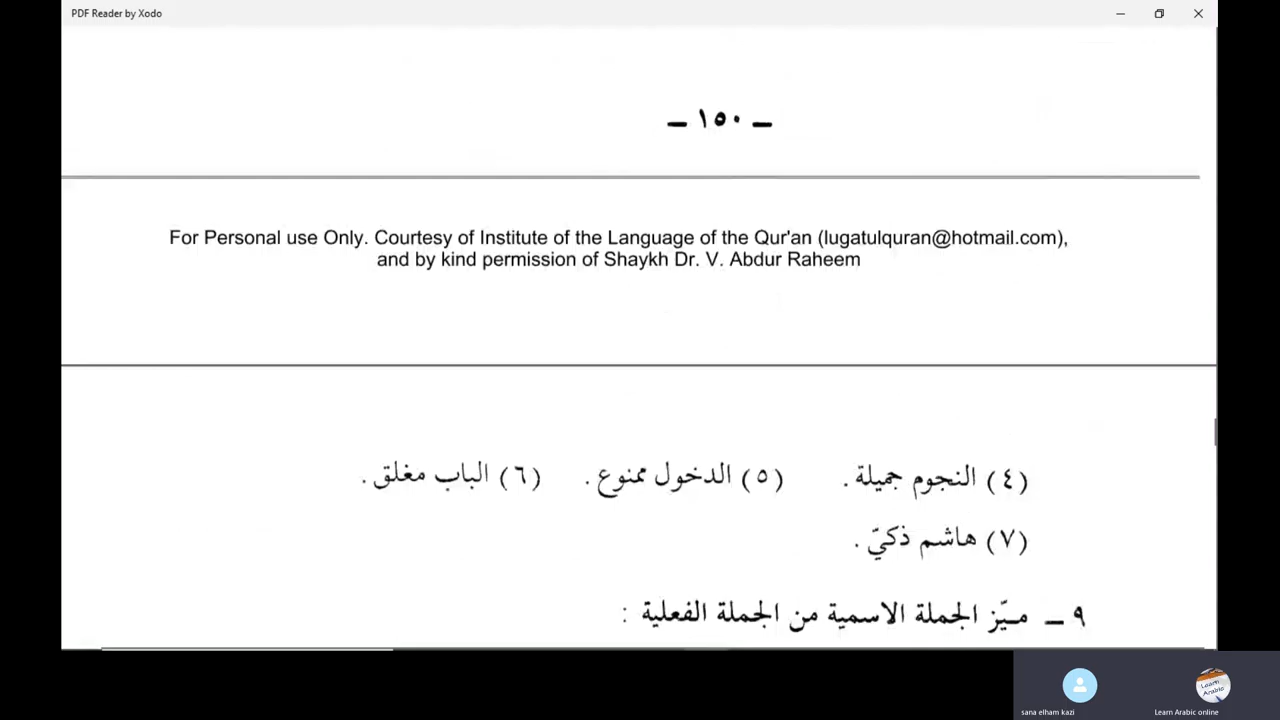 PDF Reader by Xodo
– ١٥٠ –
For Personal use Only. Courtesy of Institute of the Language of the Qur'an (lugatulquran@hotmail.com),
and by kind permission of Shaykh Dr. V. Abdur Raheem
(٤) النجوم جميلة . (٥) الدخول ممنوع . (٦) الباب مغلق .
(٧) هاشم ذكيّ .
٩ – ميّز الجملة الاسمية من الجملة الفعلية :
Learn Arabic
sana elham kazi
Learn Arabic online